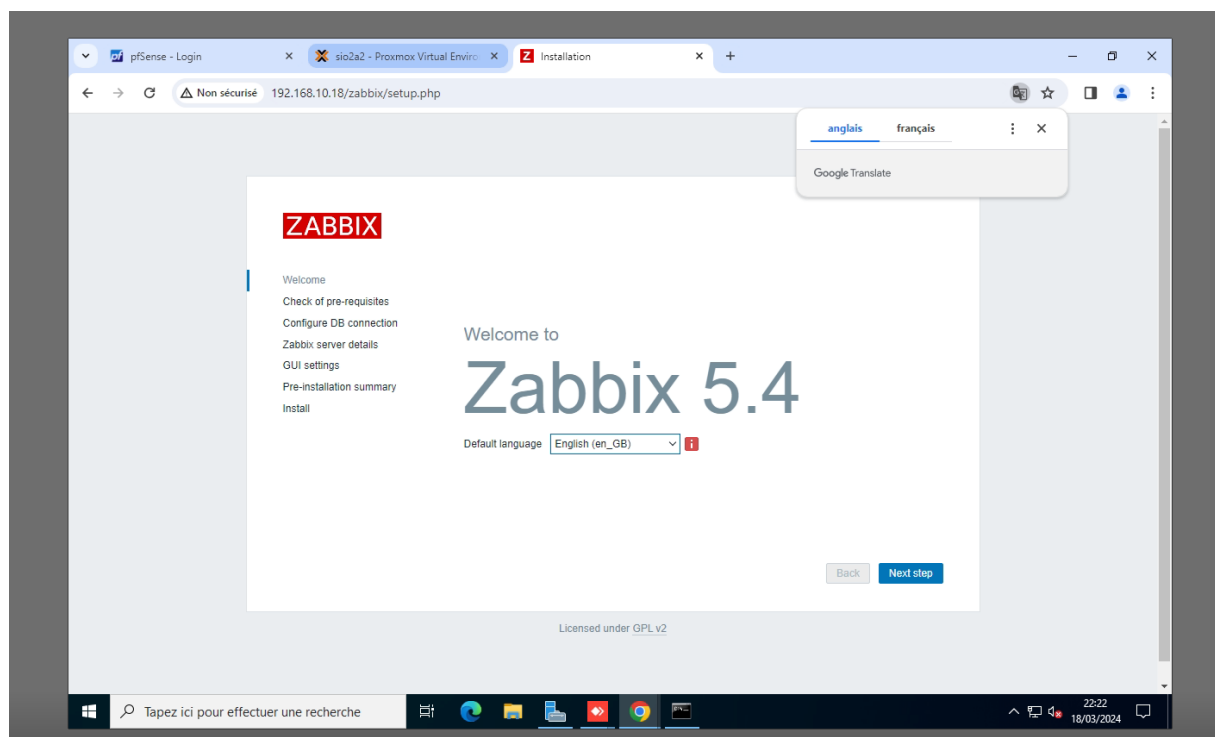 pfSense - Login
sio2a2 - Proxmox Virtual Enviro
Installation
Non sécurisé 192.168.10.18/zabbix/setup.php
anglais français
Google Translate
ZABBIX
Welcome
Check of pre-requisites
Configure DB connection
Zabbix server details
GUI settings
Pre-installation summary
Install
Welcome to
Zabbix 5.4
Default language English (en_GB)
Back Next step
Licensed under GPL v2
Tapez ici pour effectuer une recherche
22:22
18/03/2024